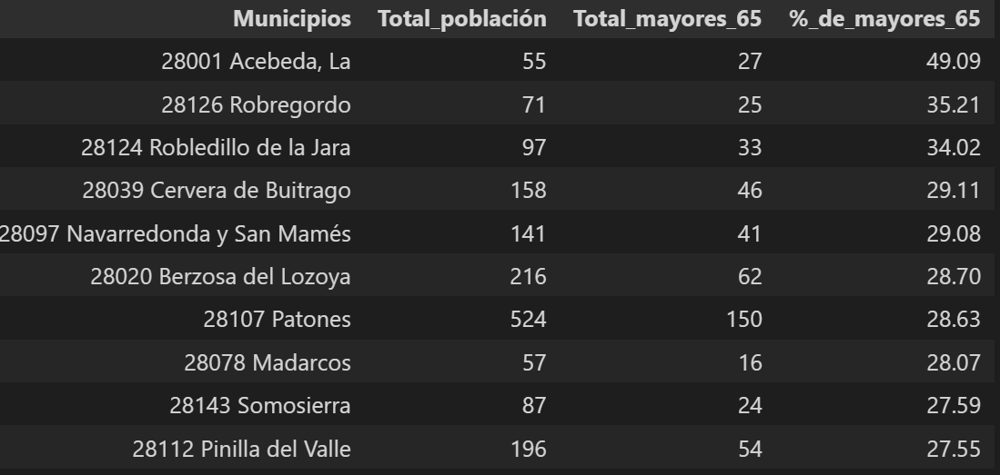 Municipios Total_población Total_mayores_65 %_de_mayores_65
28001 Acebeda, La 55 27 49.09
28126 Robregordo 71 25 35.21
28124 Robledillo de la Jara 97 33 34.02
28039 Cervera de Buitrago 158 46 29.11
28097 Navarredonda y San Mamés 141 41 29.08
28020 Berzosa del Lozoya 216 62 28.70
28107 Patones 524 150 28.63
28078 Madarcos 57 16 28.07
28143 Somosierra 87 24 27.59
28112 Pinilla del Valle 196 54 27.55